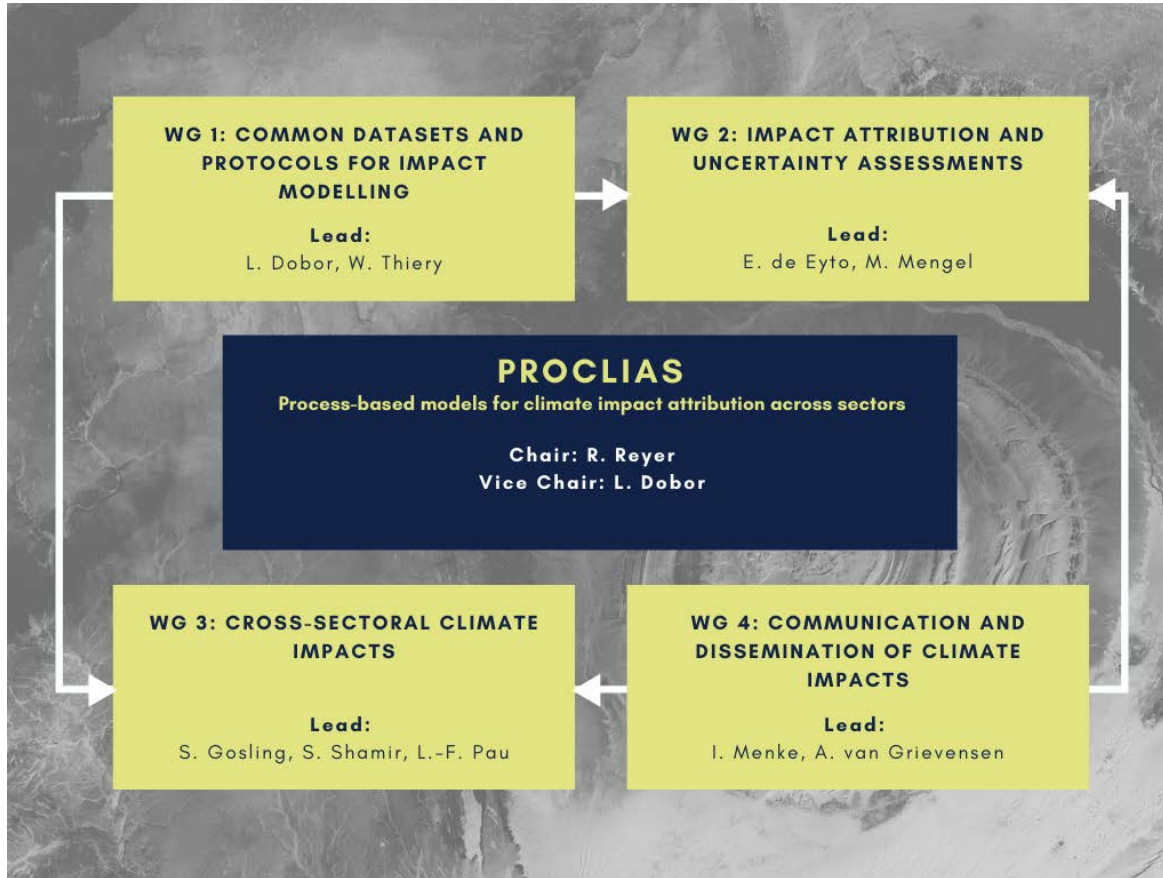 WG 1: COMMON DATASETS AND
PROTOCOLS FOR IMPACT
MODELLING
Lead:
L. Dobor, W. Thiery
WG 2: IMPACT ATTRIBUTION AND
UNCERTAINTY ASSESSMENTS
Lead:
E. de Eyto, M. Mengel
PROCLIAS
Process-based models for climate impact attribution across sectors
Chair: R. Reyer
Vice Chair: L. Dobor
WG 3: CROSS-SECTORAL CLIMATE
IMPACTS
Lead:
S. Gosling, S. Shamir, L.-F. Pau
WG 4: COMMUNICATION AND
DISSEMINATION OF CLIMATE
IMPACTS
Lead:
I. Menke, A. van Grievensen